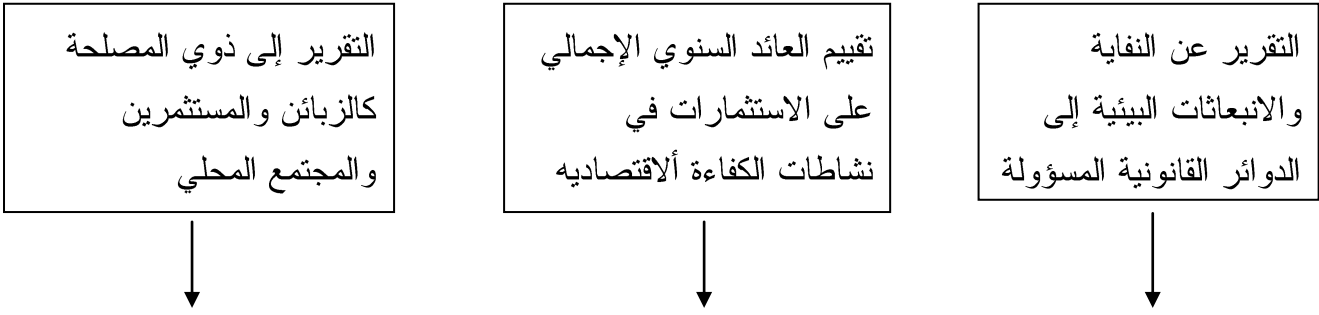 التقرير عن النفاية
والانبعاثات البيئية إلى
الدوائر القانونية المسؤولة
تقييم العائد السنوي الإجمالي
على الاستثمارات في
نشاطات الكفاءة ألاقتصاديه
التقرير إلى ذوي المصلحة
كالزبائن والمستثمرين
والمجتمع المحلي